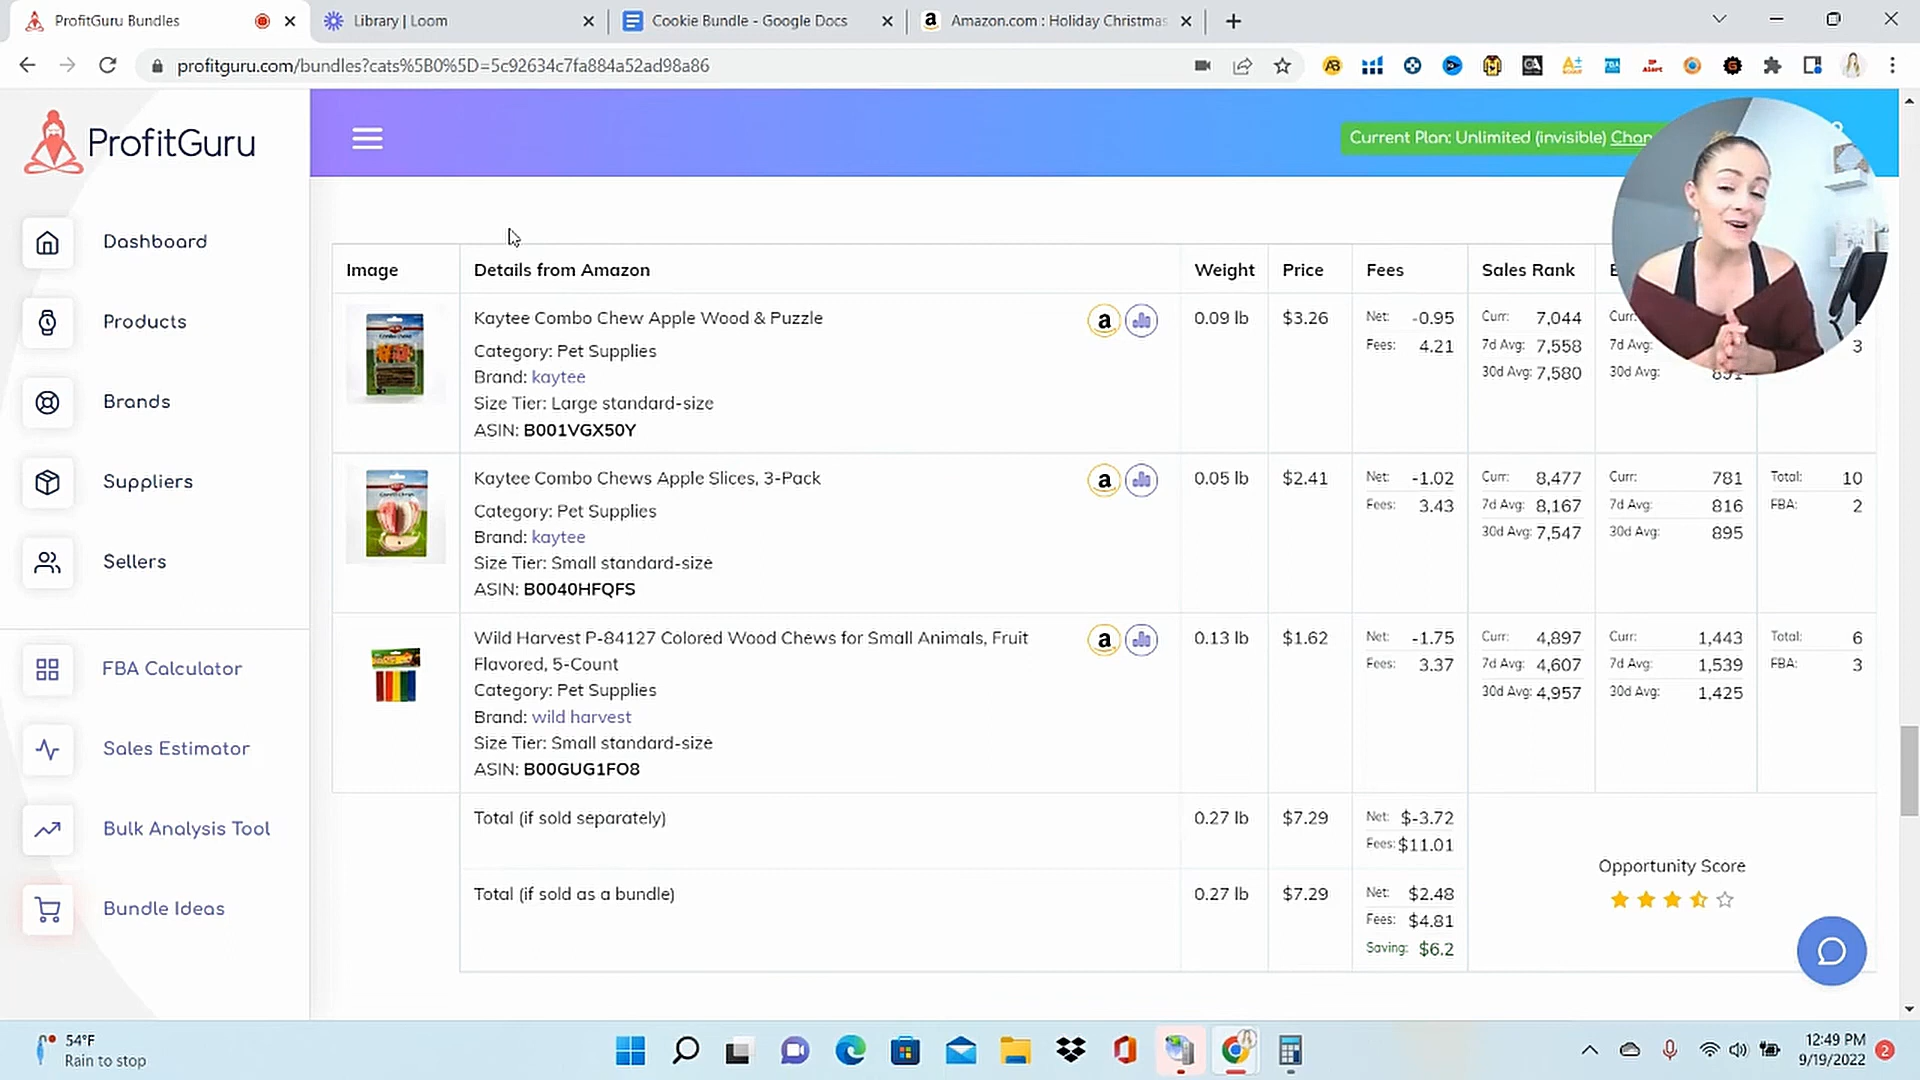 ProfitGuru Bundles
Library | Loom
Cookie Bundle - Google Docs
Amazon.com : Holiday Christmas
profitguru.com/bundles?cats%5B0%5D=5c92634c7fa884a52ad98a86
ProfitGuru
Current Plan: Unlimited (invisible)
Dashboard
Products
Brands
Suppliers
Sellers
FBA Calculator
Sales Estimator
Bulk Analysis Tool
Bundle Ideas
Image Details from Amazon Weight Price Fees Sales Rank
Kaytee Combo Chew Apple Wood & Puzzle 0.09 lb $3.26 Net: -0.95 Curr: 7,044 Curr:
Category: Pet Supplies Fees: 4.21 7d Avg: 7,558 7d Avg: 3
Brand: kaytee 30d Avg: 7,580 30d Avg: 891
Size Tier: Large standard-size
ASIN: B001VGX50Y
Kaytee Combo Chews Apple Slices, 3-Pack 0.05 lb $2.41 Net: -1.02 Curr: 8,477 Curr: 781 Total: 10
Category: Pet Supplies Fees: 3.43 7d Avg: 8,167 7d Avg: 816 FBA: 2
Brand: kaytee 30d Avg: 7,547 30d Avg: 895
Size Tier: Small standard-size
ASIN: B0040HFQFS
Wild Harvest P-84127 Colored Wood Chews for Small Animals, Fruit 0.13 lb $1.62 Net: -1.75 Curr: 4,897 Curr: 1,443 Total: 6
Flavored, 5-Count Fees: 3.37 7d Avg: 4,607 7d Avg: 1,539 FBA: 3
Category: Pet Supplies 30d Avg: 4,957 30d Avg: 1,425
Brand: wild harvest
Size Tier: Small standard-size
ASIN: B00GUG1FO8
Total (if sold separately) 0.27 lb $7.29 Net: $-3.72
Fees: $11.01
Opportunity Score
Total (if sold as a bundle) 0.27 lb $7.29 Net: $2.48
Fees: $4.81
Saving: $6.2
54°F
Rain to stop
12:49 PM
9/19/2022
2